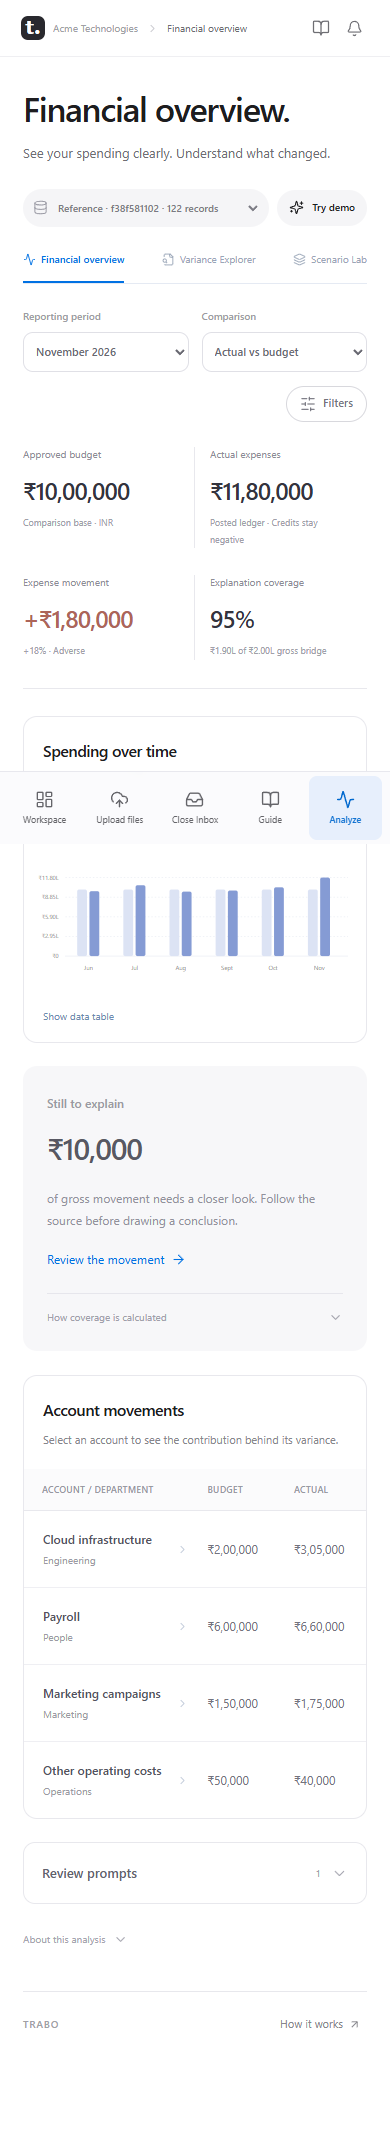 t. Acme Technologies Financial overview
Financial overview.
See your spending clearly. Understand what changed.
Reference · f38f581102 · 122 records Try demo
Financial overview Variance Explorer Scenario Lab
Reporting period Comparison
November 2026 Actual vs budget
Filters
Approved budget Actual expenses
₹10,00,000 ₹11,80,000
Comparison base · INR Posted ledger · Credits stay
negative
Expense movement Explanation coverage
+₹1,80,000 95%
+18% · Adverse ₹1.90L of ₹2.00L gross bridge
Spending over time
Workspace Upload files Close Inbox Guide Analyze
₹11.80L
₹8.85L
₹5.90L
₹2.95L
₹0
Jun Jul Aug Sept Oct Nov
Show data table
Still to explain
₹10,000
of gross movement needs a closer look. Follow the
source before drawing a conclusion.
Review the movement
How coverage is calculated
Account movements
Select an account to see the contribution behind its variance.
ACCOUNT / DEPARTMENT BUDGET ACTUAL
Cloud infrastructure ₹2,00,000 ₹3,05,000
Engineering
Payroll ₹6,00,000 ₹6,60,000
People
Marketing campaigns ₹1,50,000 ₹1,75,000
Marketing
Other operating costs ₹50,000 ₹40,000
Operations
Review prompts 1
About this analysis
TRABO How it works